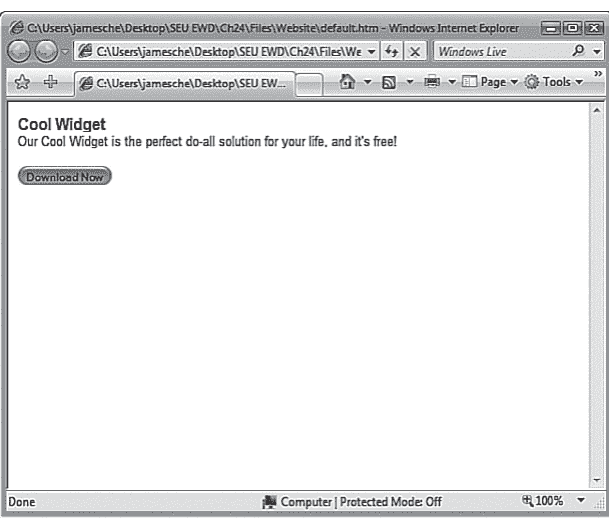 C:\Users\jamesche\Desktop\SEU EWD\Ch24\Files\Website\default.htm - Windows Internet Explorer
C:\Users\jamesche\Desktop\SEU EWD\Ch24\Files\We
Windows Live
C:\Users\jamesche\Desktop\SEU EW...
Page
Tools
»
Cool Widget
Our Cool Widget is the perfect do-all solution for your life, and it's free!
Download Now
Done
Computer | Protected Mode: Off
100%